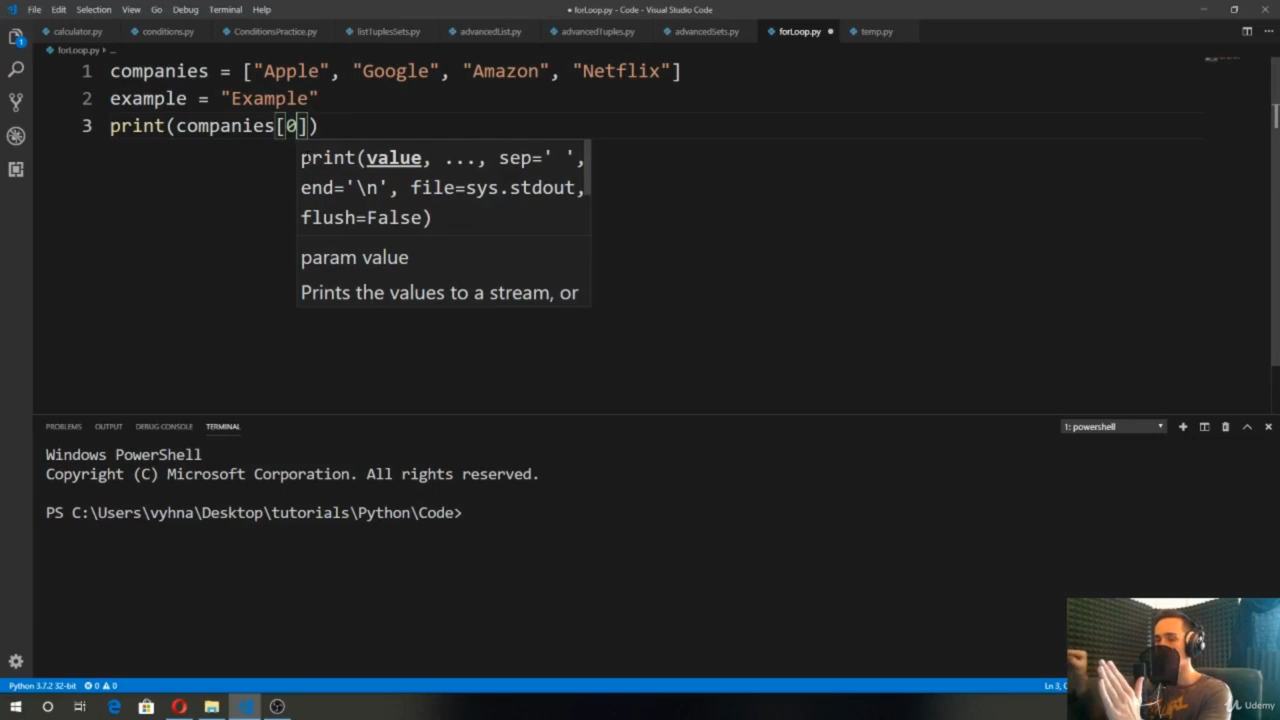 File Edit Selection View Go Debug Terminal Help
● forLoop.py - Code - Visual Studio Code
calculator.py conditions.py ConditionsPractice.py listTuplesSets.py advancedList.py advancedTuples.py advancedSets.py forLoop.py ● temp.py
forLoop.py › ...
1 companies = ["Apple", "Google", "Amazon", "Netflix"]
2 example = "Example"
3 print(companies[0])
print(value, ..., sep=' ',
end='\n', file=sys.stdout,
flush=False)
param value
Prints the values to a stream, or
PROBLEMS OUTPUT DEBUG CONSOLE TERMINAL
1: powershell
Windows PowerShell
Copyright (C) Microsoft Corporation. All rights reserved.
PS C:\Users\vyhna\Desktop\tutorials\Python\Code>
Python 3.7.2 32-bit 0 0
Ln 3,
Udemy